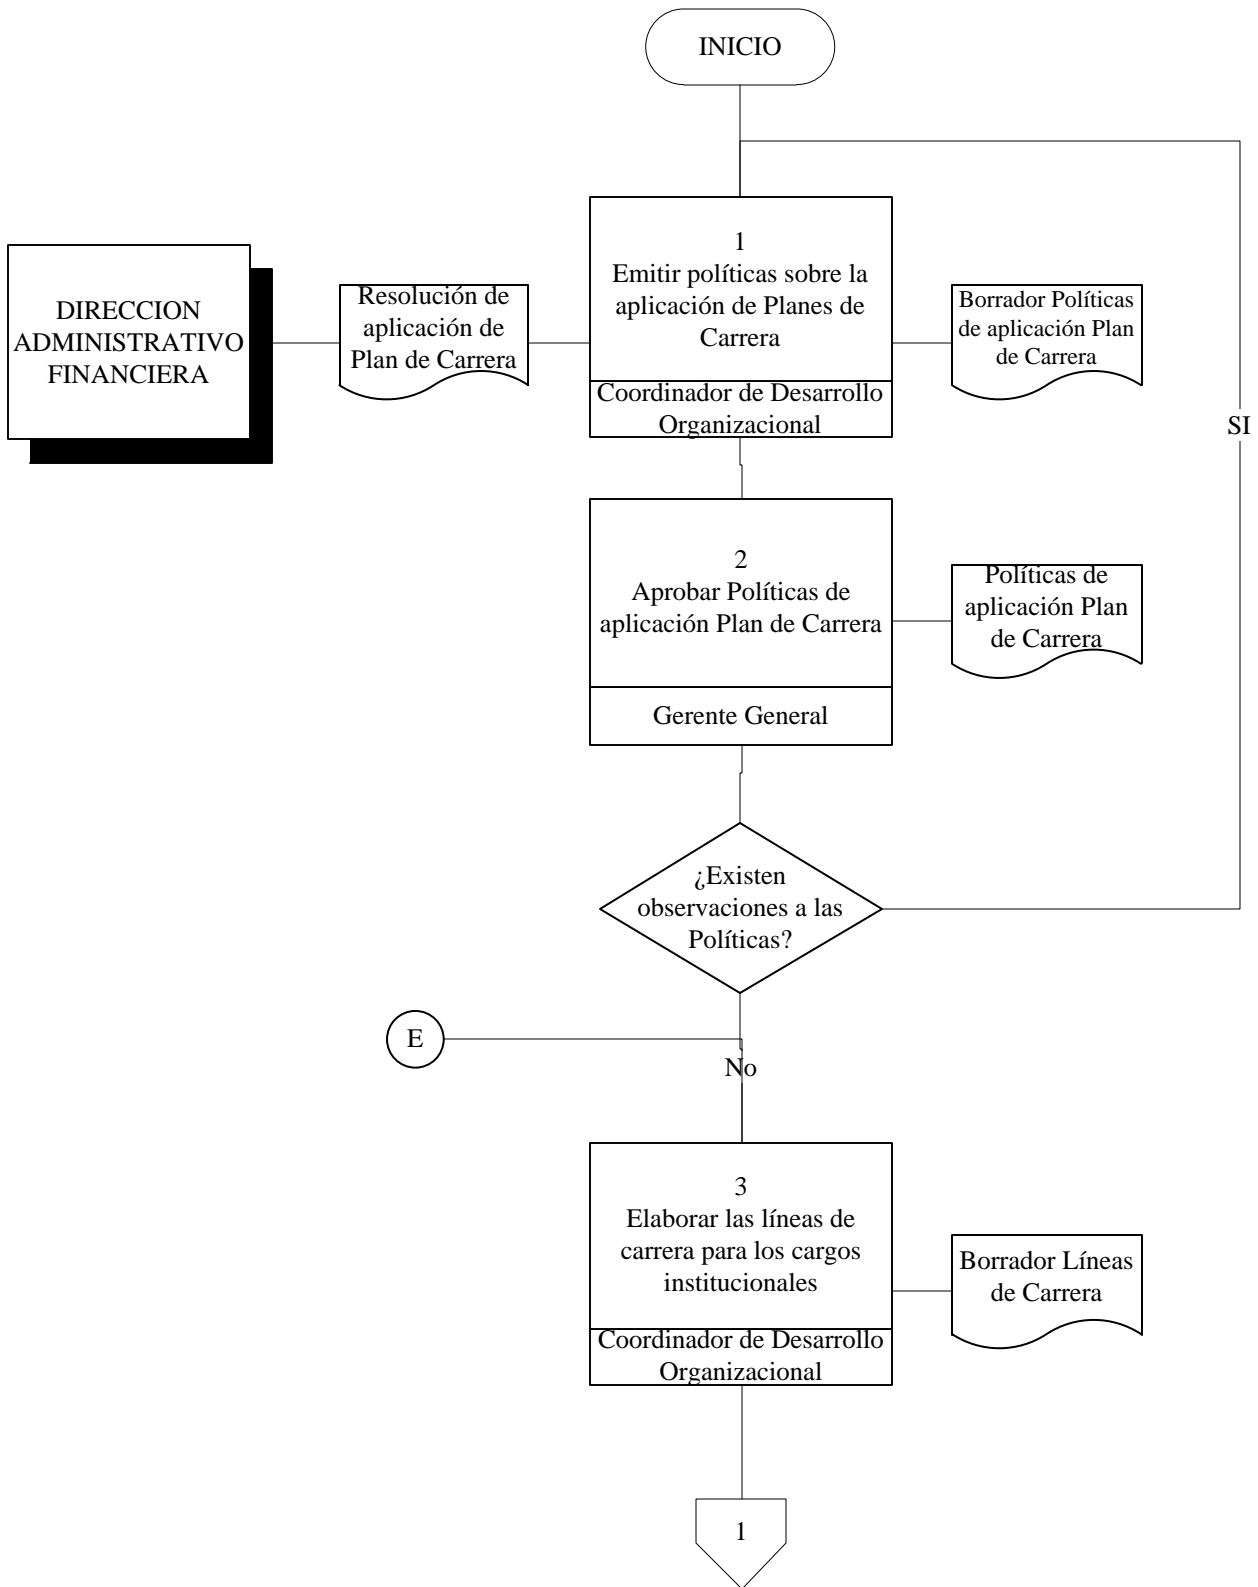 INICIO
1
Emitir políticas sobre la
aplicación de Planes de
Carrera
Coordinador de Desarrollo
Organizacional
DIRECCION
ADMINISTRATIVO
FINANCIERA
Resolución de
aplicación de
Plan de Carrera
Borrador Políticas
de aplicación Plan
de Carrera
SI
2
Aprobar Políticas de
aplicación Plan de Carrera
Gerente General
Políticas de
aplicación Plan
de Carrera
¿Existen
observaciones a las
Políticas?
E
No
3
Elaborar las líneas de
carrera para los cargos
institucionales
Coordinador de Desarrollo
Organizacional
Borrador Líneas
de Carrera
1